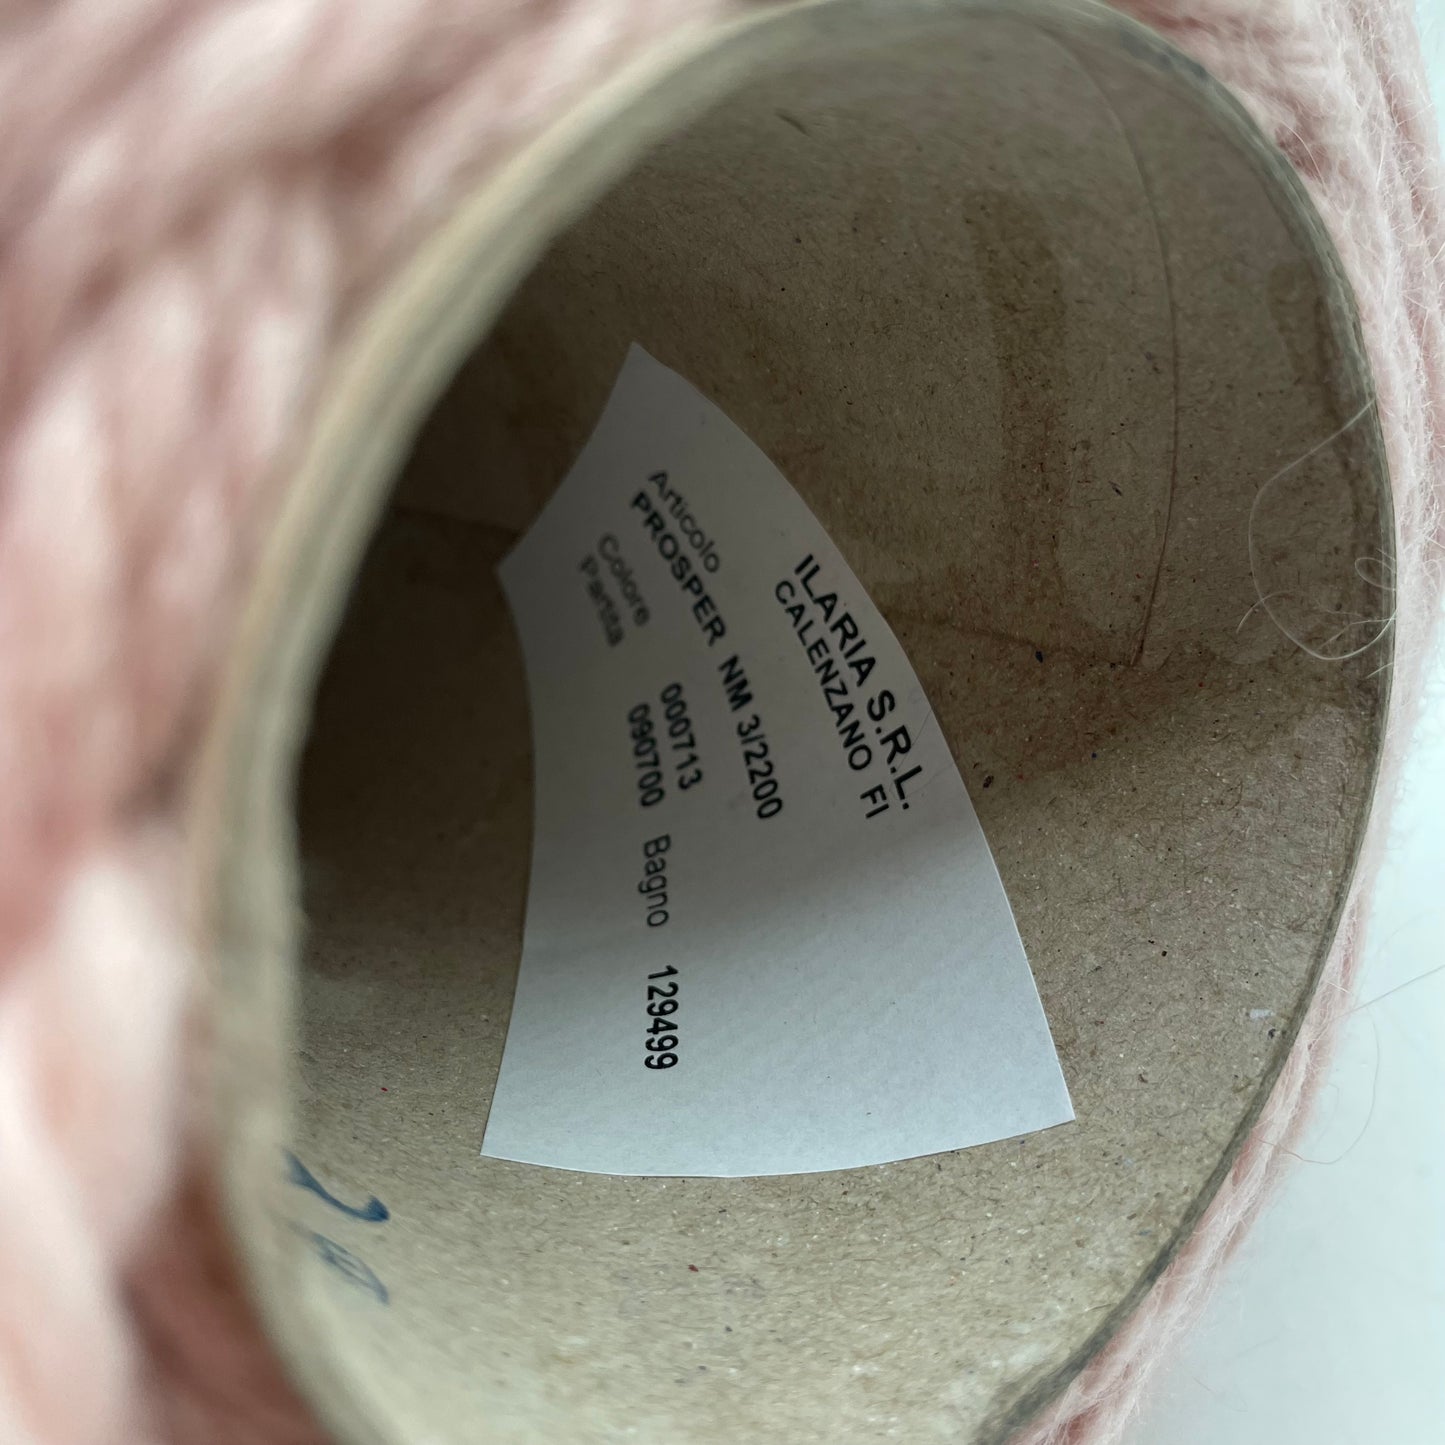 ILARIA S.R.L.
CALENZANO FI
Articolo
PROSPER NM 3/2200
Colore 000713
Partita 090700 Bagno 129499